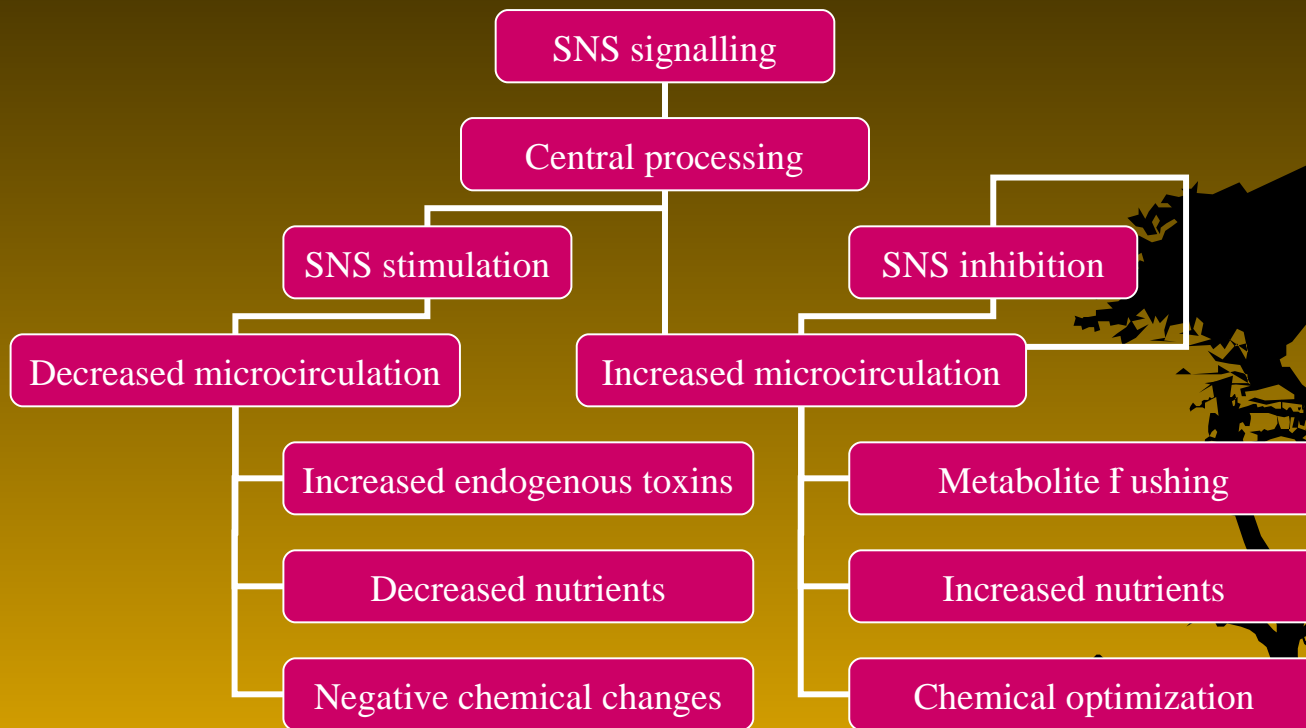 SNS signalling
Central processing
SNS stimulation
SNS inhibition
Decreased microcirculation
Increased microcirculation
Increased endogenous toxins
Metabolite f ushing
Decreased nutrients
Increased nutrients
Negative chemical changes
Chemical optimization